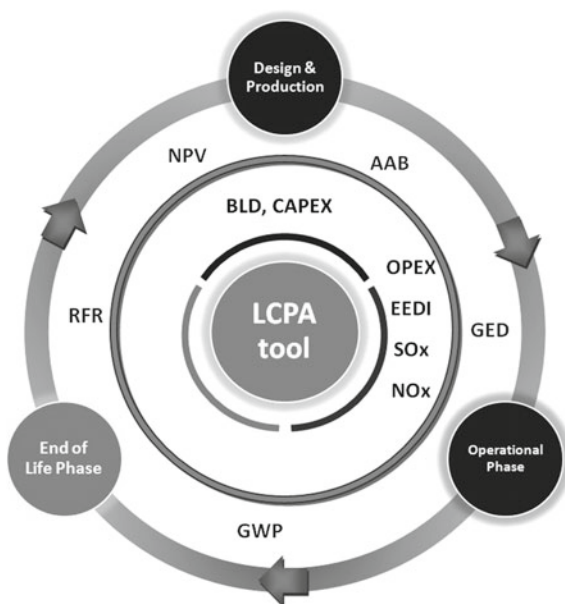 Design &
Production
NPV
AAB
BLD, CAPEX
OPEX
EEDI
SOx
NOx
LCPA
tool
RFR
GED
End of
Life Phase
Operational
Phase
GWP